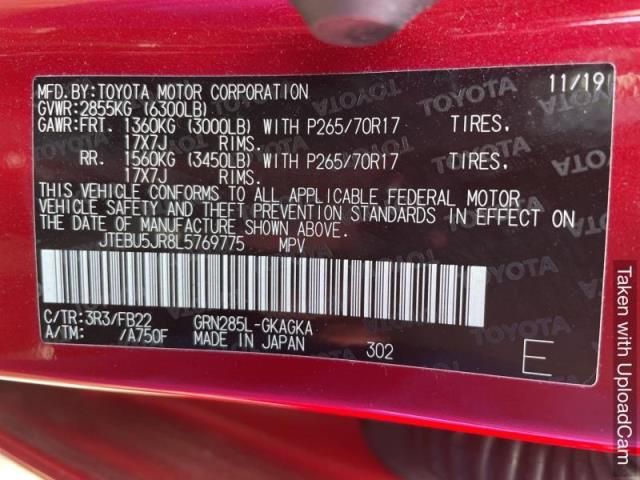 MFD.BY:TOYOTA MOTOR CORPORATION 11/19
GVWR:2855KG (6300LB)
GAWR:FRT. 1360KG (3000LB) WITH P265/70R17 TIRES,
17X7J RIMS.
RR. 1560KG (3450LB) WITH P265/70R17 TIRES,
17X7J RIMS.
THIS VEHICLE CONFORMS TO ALL APPLICABLE FEDERAL MOTOR
VEHICLE SAFETY AND THEFT PREVENTION STANDARDS IN EFFECT ON
THE DATE OF MANUFACTURE SHOWN ABOVE.
JTEBU5JR8L5769775 MPV
C/TR:3R3/FB22 GRN285L-GKAGKA
A/TM: /A750F MADE IN JAPAN 302
E
Taken with UploadCam